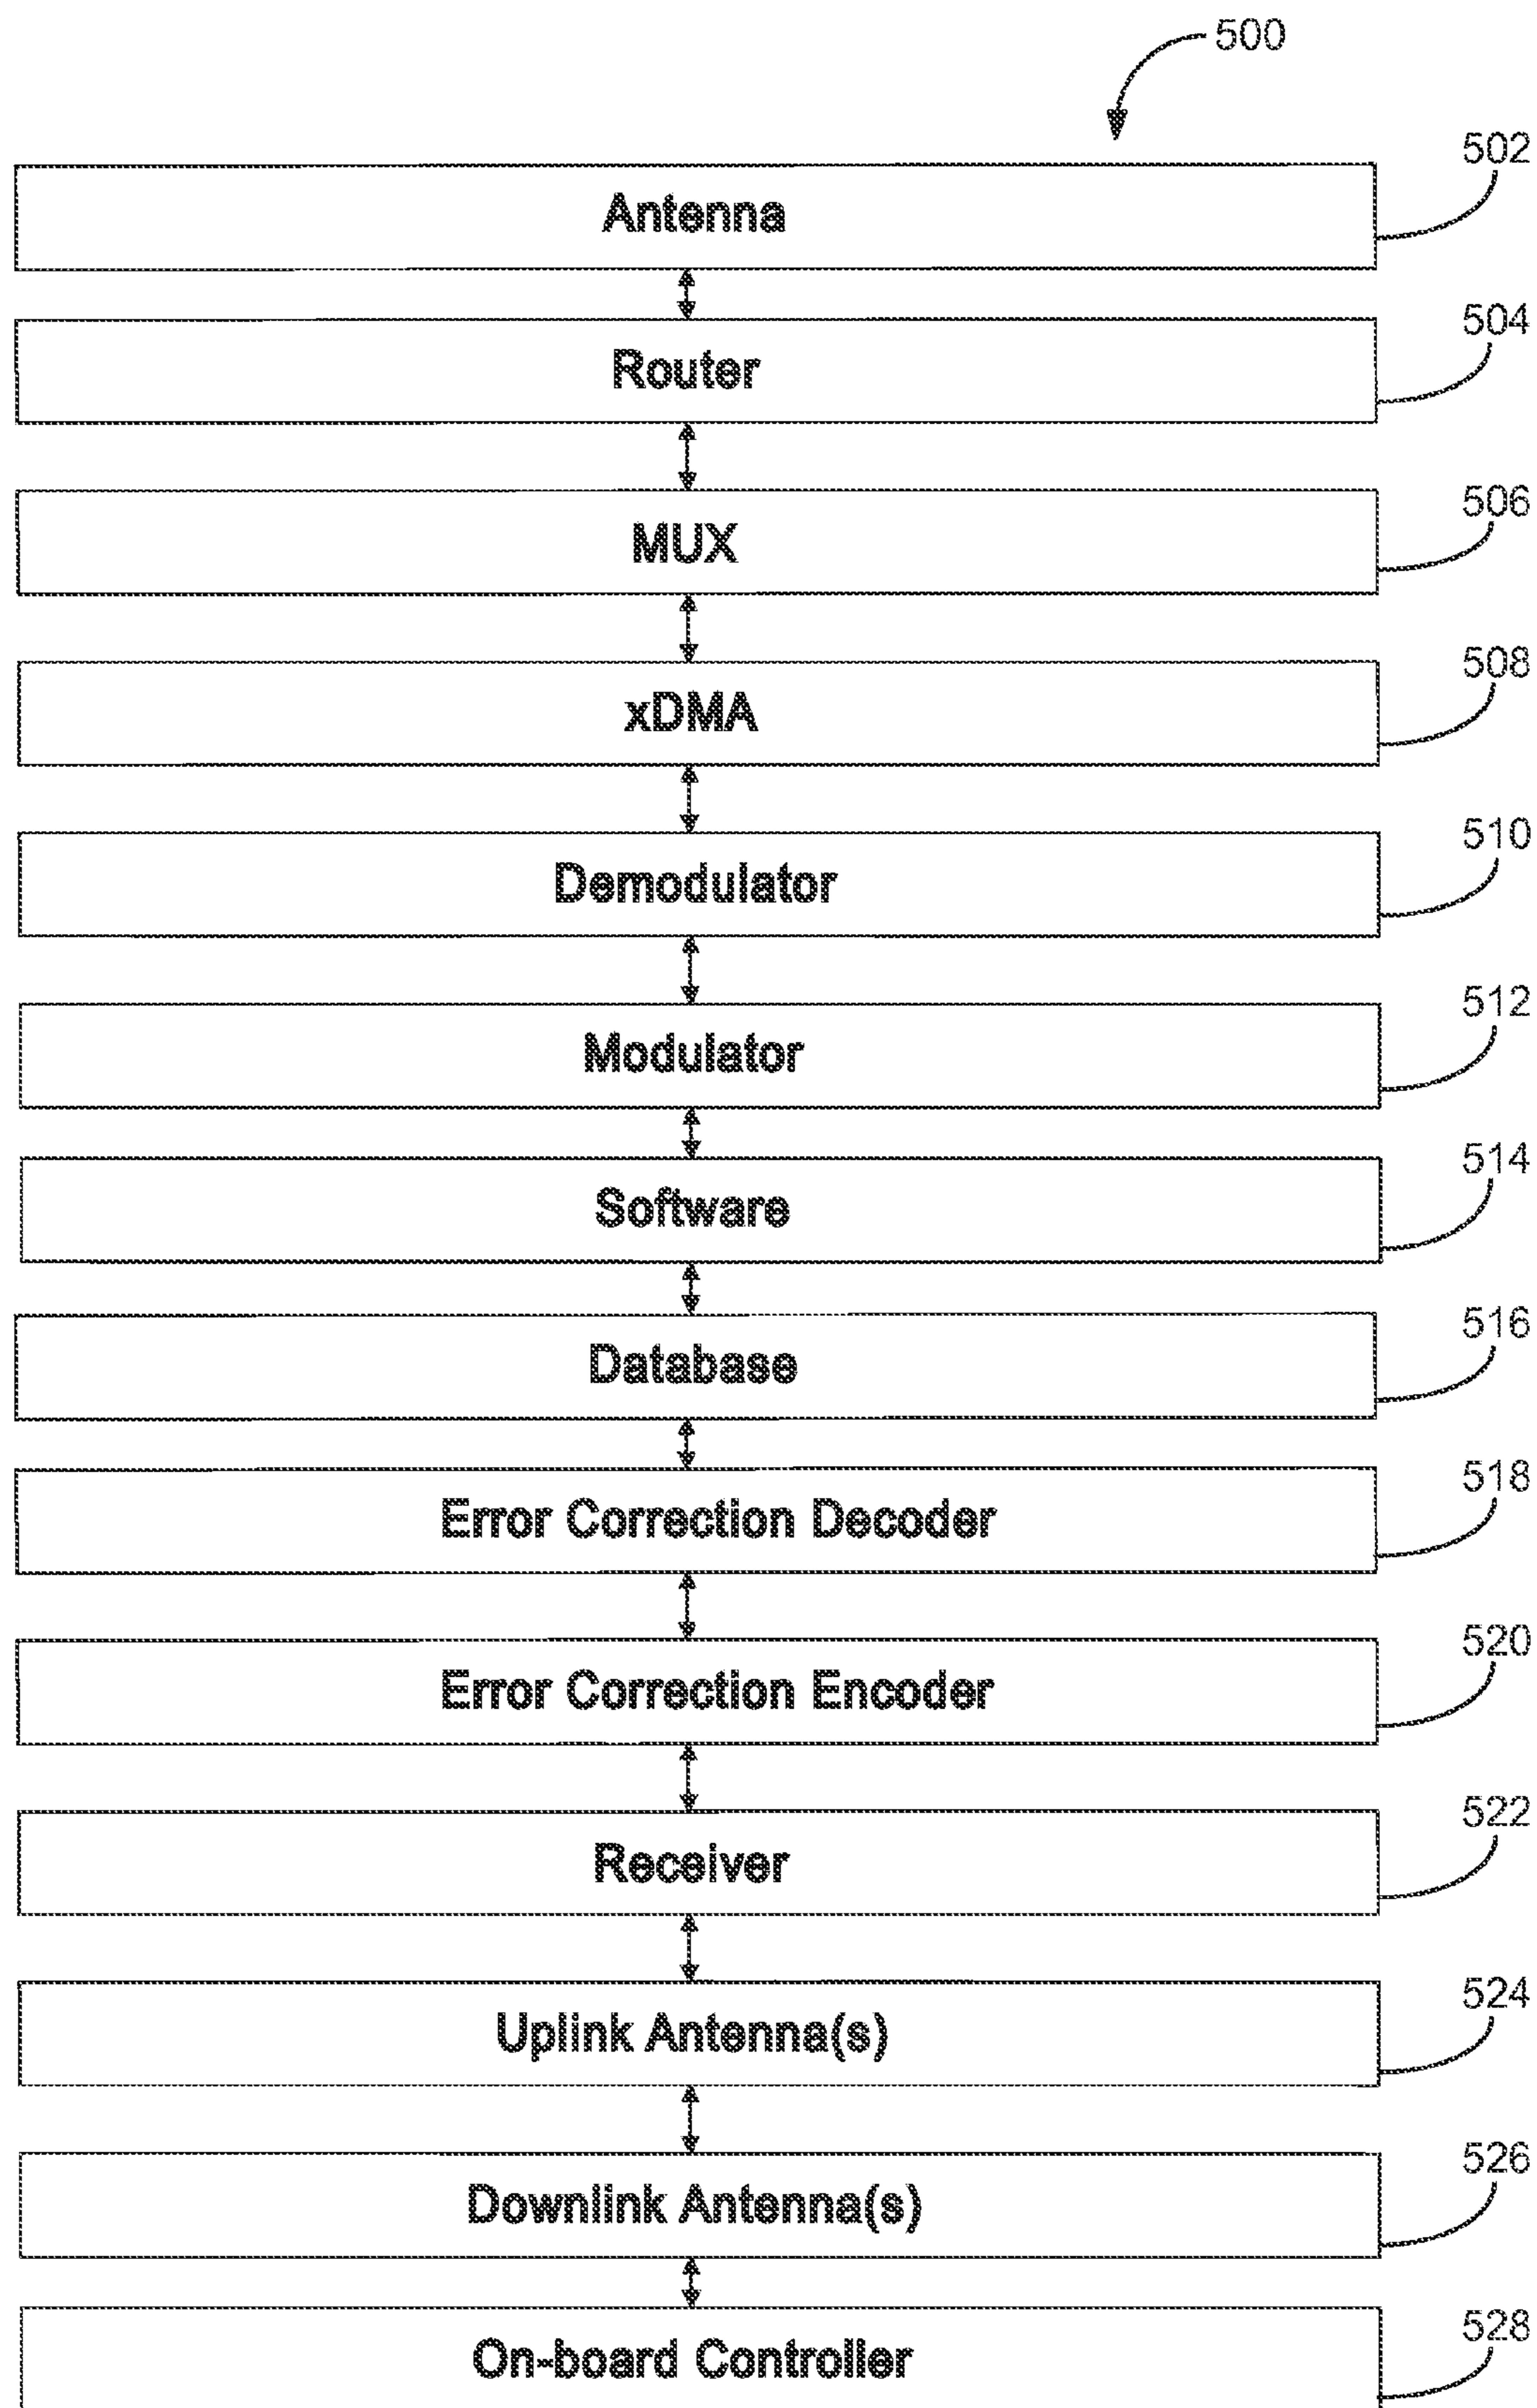 500
502
Antenna
504
Router
506
MUX
508
xDMA
510
Demodulator
512
Modulator
514
Software
516
Database
518
Error Correction Decoder
520
Error Correction Encoder
522
Receiver
524
Uplink Antenna(s)
526
Downlink Antenna(s)
528
On-board Controller